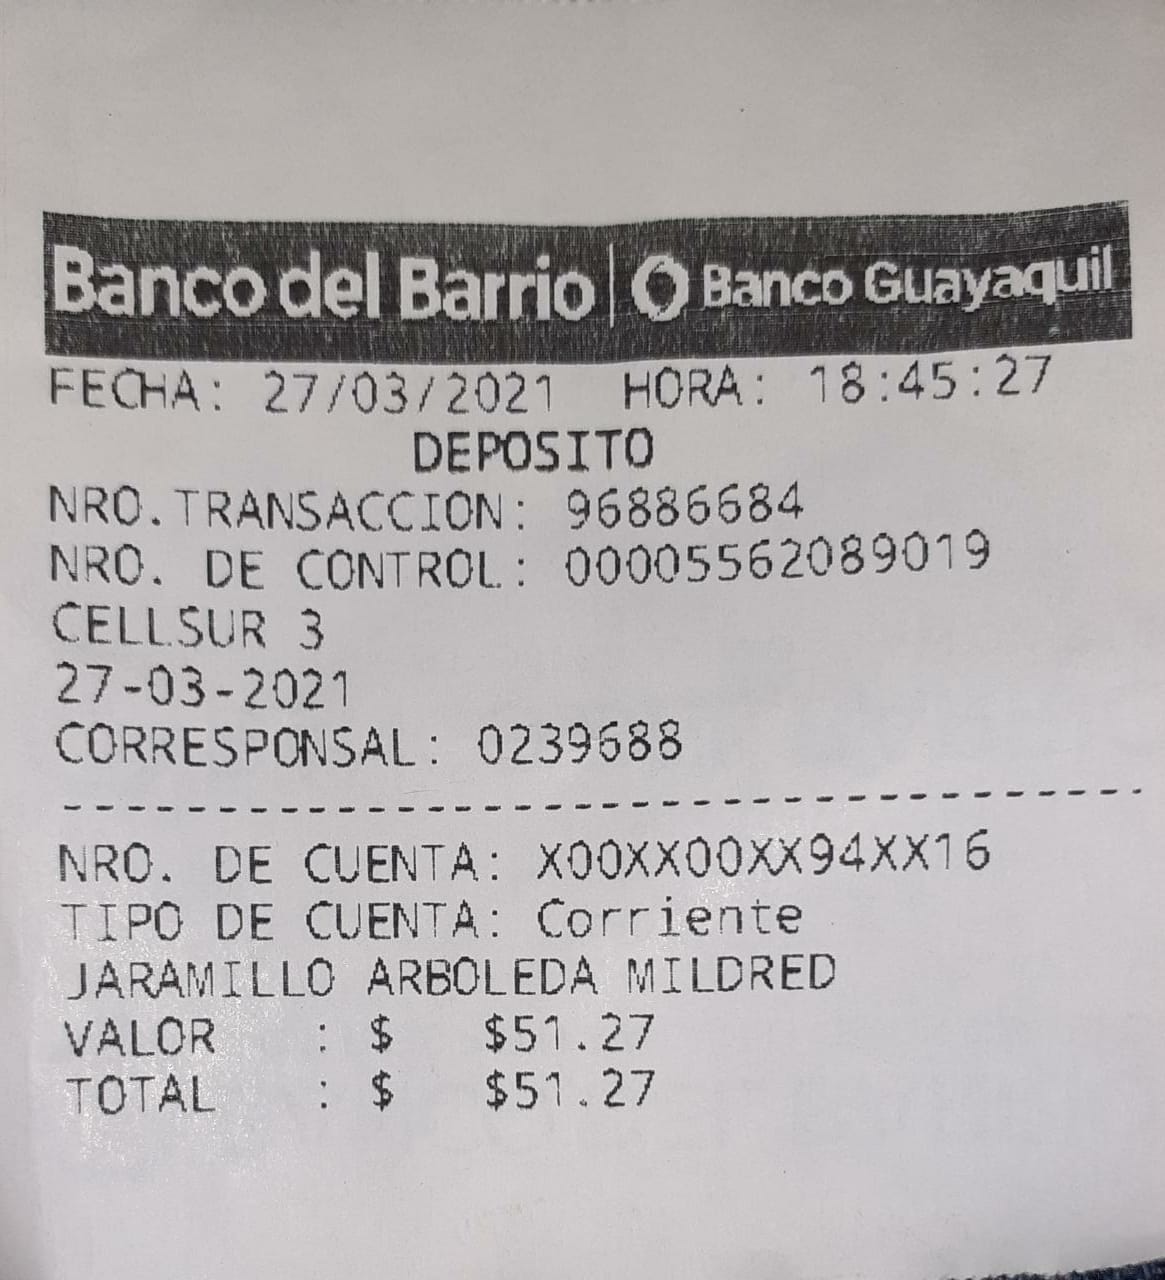 Banco del Barrio | Banco Guayaquil
FECHA: 27/03/2021 HORA: 18:45:27
DEPOSITO
NRO.TRANSACCION: 96886684
NRO. DE CONTROL: 00005562089019
CELLSUR 3
27-03-2021
CORRESPONSAL: 0239688
----------------------------------------
NRO. DE CUENTA: X00XX00XX94XX16
TIPO DE CUENTA: Corriente
JARAMILLO ARBOLEDA MILDRED
VALOR : $ $51.27
TOTAL : $ $51.27